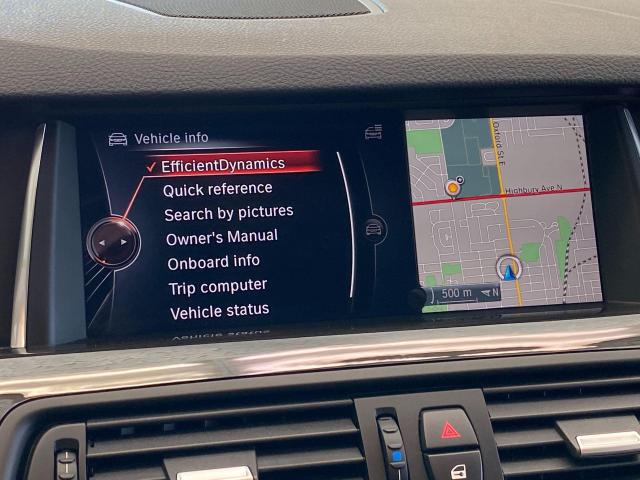 Vehicle info
EfficientDynamics
Quick reference
Search by pictures
Owner's Manual
Onboard info
Trip computer
Vehicle status
Oxford St E
Highbury Ave N
500 m
N